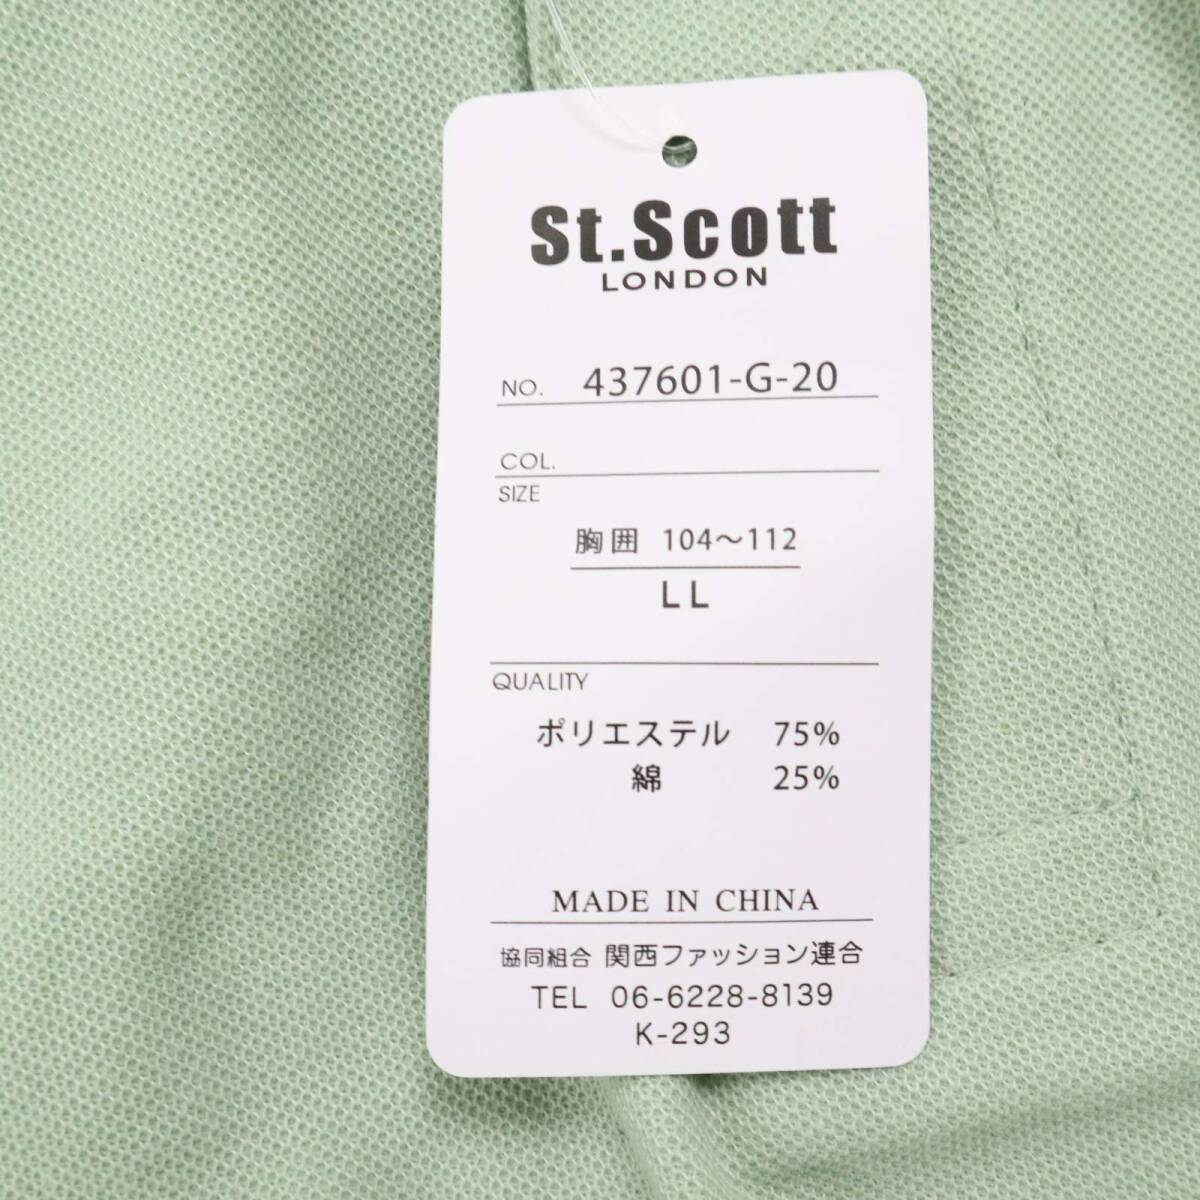 St.Scott
LONDON
NO. 437601-G-20
COL.
SIZE
胸囲 104～112
LL
QUALITY
ポリエステル 75%
綿 25%
MADE IN CHINA
協同組合 関西ファッション連合
TEL 06-6228-8139
K-293